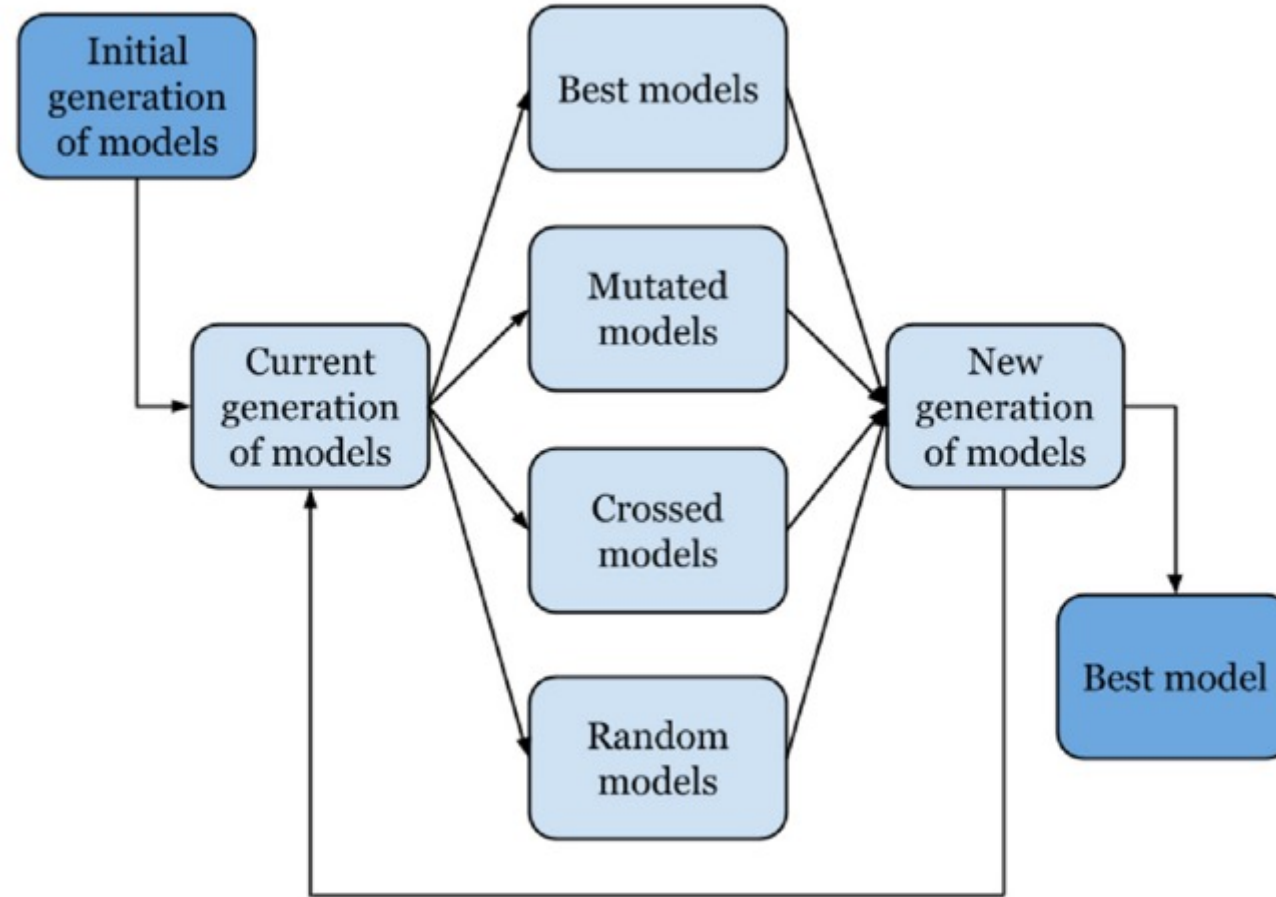 Initial
generation
of models
Best models
Mutated
models
Current
generation
of models
New
generation
of models
Crossed
models
Best model
Random
models